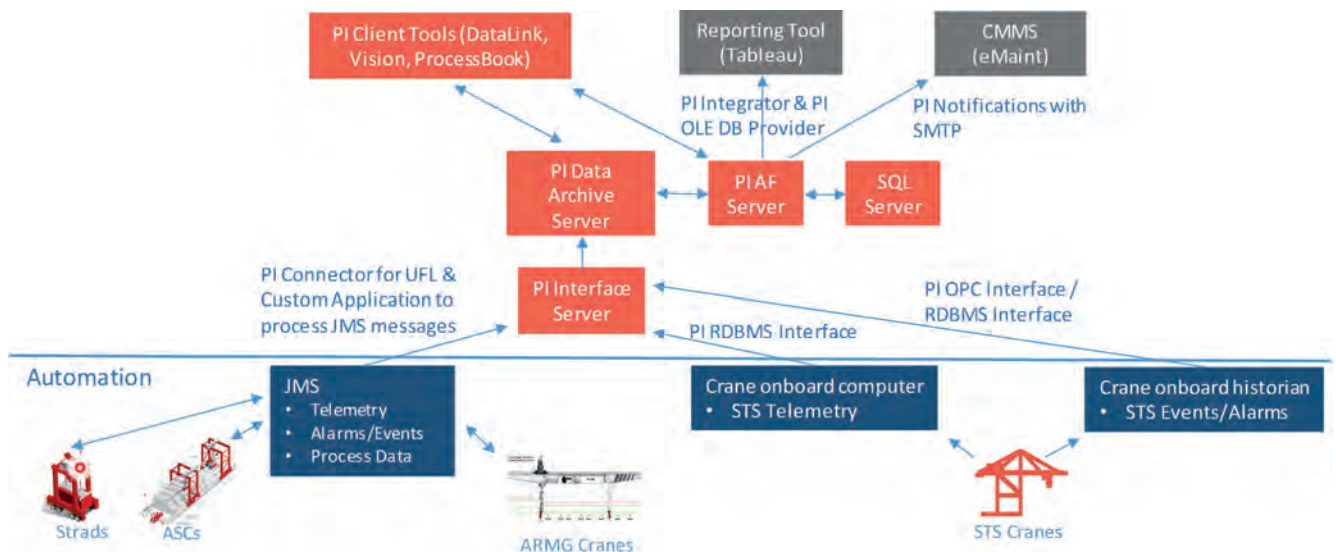 PI Client Tools (DataLink,
Vision, ProcessBook)
Reporting Tool
(Tableau)
CMMS
(eMaint)
PI Integrator & PI
OLE DB Provider
PI Notifications with
SMTP
PI Data
Archive
Server
PI AF
Server
SQL
Server
PI Connector for UFL &
Custom Application to
process JMS messages
PI Interface
Server
PI OPC Interface /
RDBMS Interface
PI RDBMS Interface
Automation
JMS
• Telemetry
• Alarms/Events
• Process Data
Crane onboard computer
• STS Telemetry
Crane onboard historian
• STS Events/Alarms
Strads
ASCs
ARMG Cranes
STS Cranes